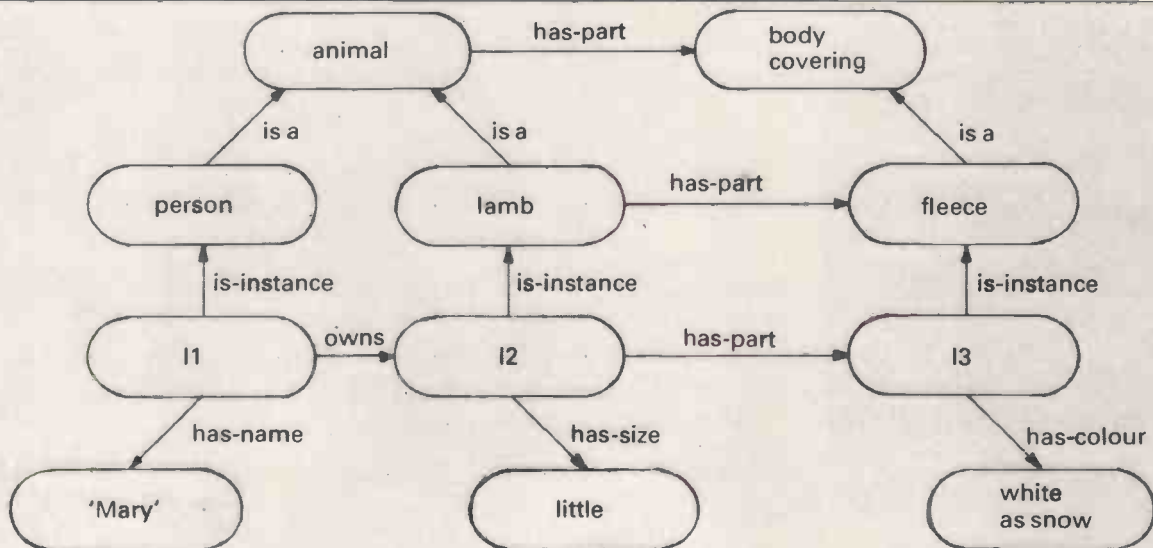 animal
has-part
body
covering
is a
is a
is a
person
lamb
has-part
fleece
is-instance
is-instance
is-instance
I1
owns
I2
has-part
I3
has-name
has-size
has-colour
'Mary'
little
white
as snow